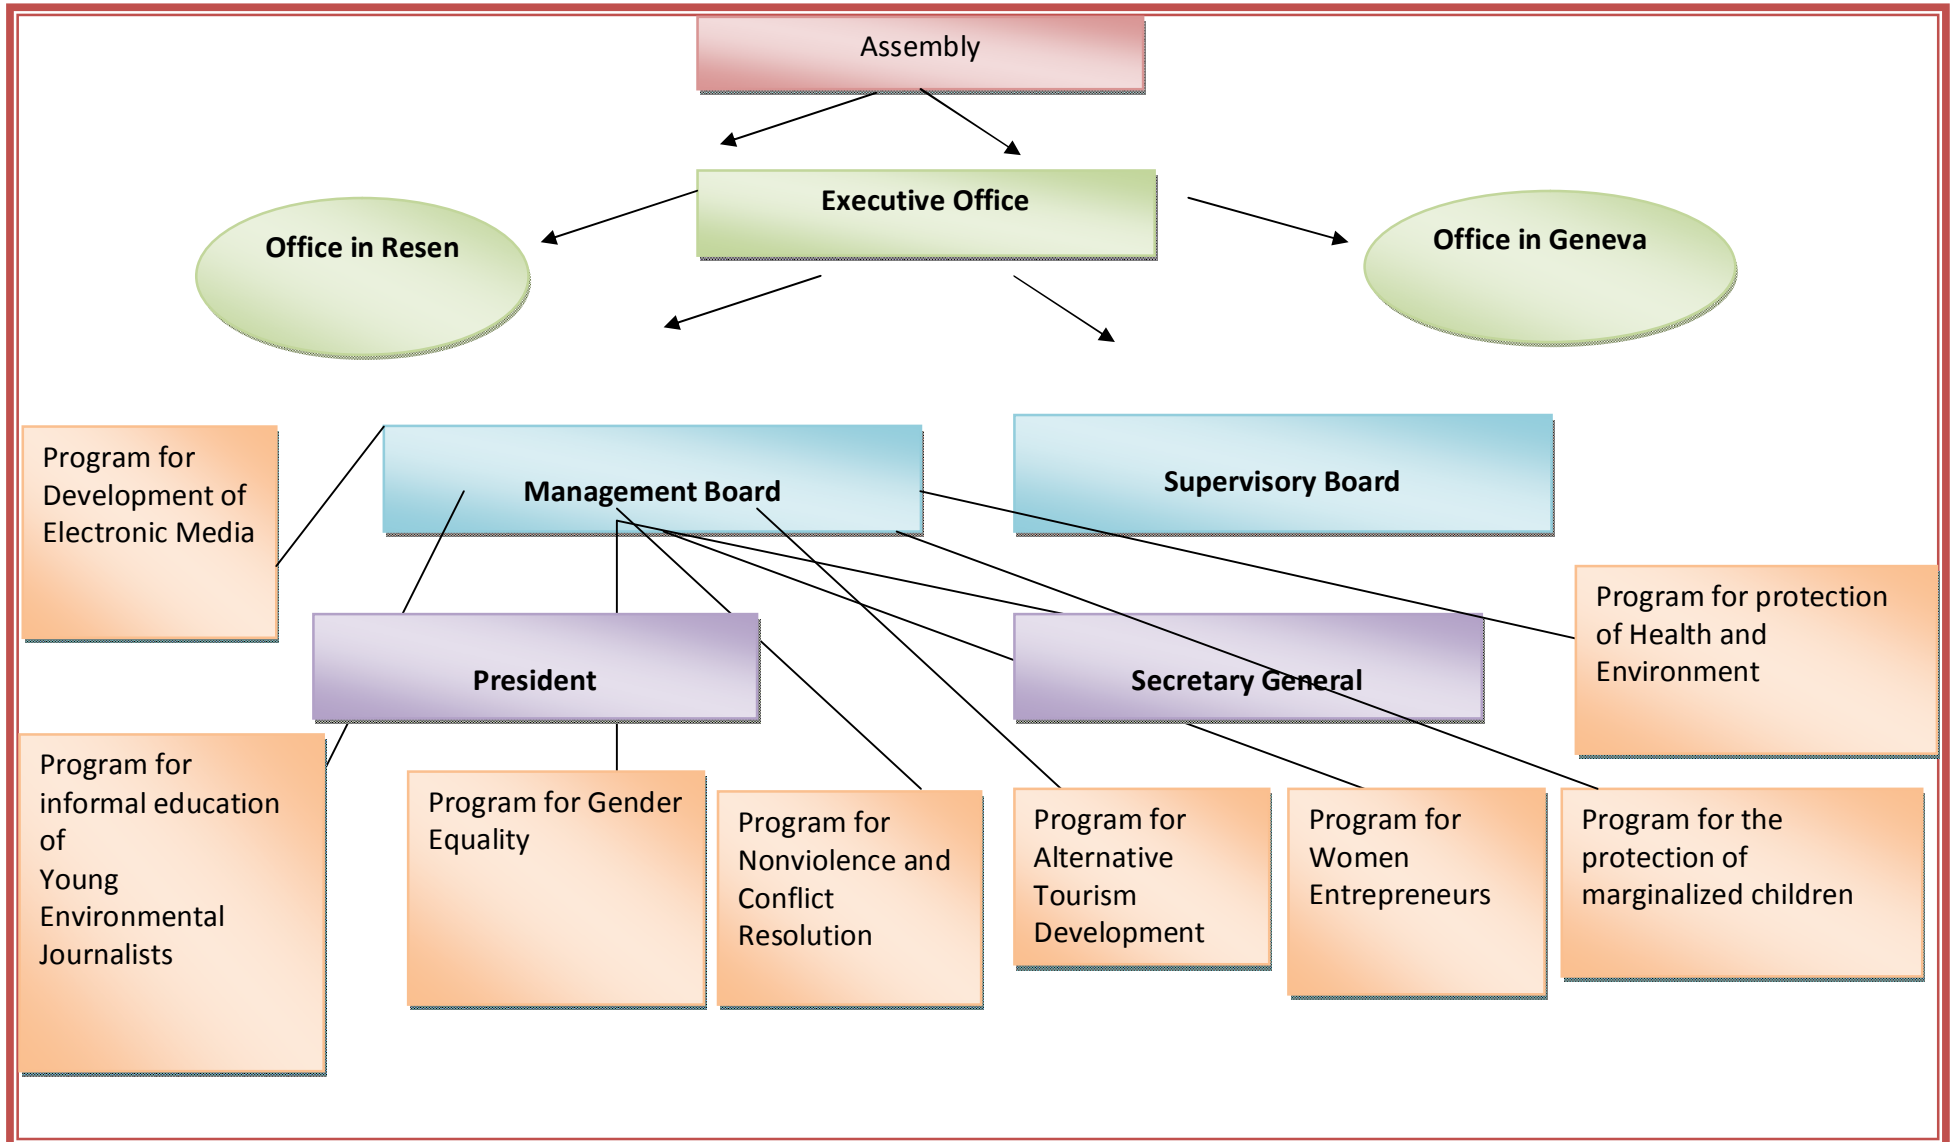 Assembly
Executive Office
Office in Resen
Office in Geneva
Program for
Development of
Electronic Media
Management Board
Supervisory Board
Program for protection
of Health and
Environment
President
Secretary General
Program for
informal education
of
Young
Environmental
Journalists
Program for Gender
Equality
Program for
Nonviolence and
Conflict
Resolution
Program for
Alternative
Tourism
Development
Program for
Women
Entrepreneurs
Program for the
protection of
marginalized children